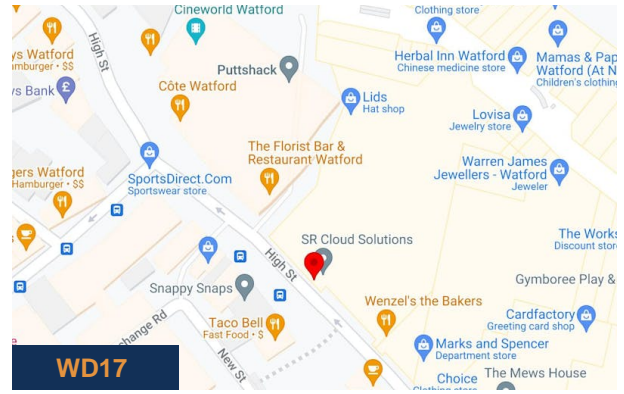 Cineworld Watford
Clothing store
ys Watford
Hamburger • $$
High St
Puttshack
Herbal Inn Watford
Chinese medicine store
Mamas & Pap
Watford (At N
Children's clothing
ys Bank
Côte Watford
Lids
Hat shop
Lovisa
Jewelry store
The Florist Bar &
Restaurant Watford
Warren James
Jewellers - Watford
Jeweler
gers Watford
Hamburger • $$
SportsDirect.Com
Sportswear store
SR Cloud Solutions
The Works
Discount store
High St
Snappy Snaps
Gymboree Play &
Wenzel's the Bakers
Cardfactory
Greeting card shop
change Rd
Taco Bell
Fast Food • $
New St
Marks and Spencer
Department store
WD17
Choice
Clothing store
The Mews House